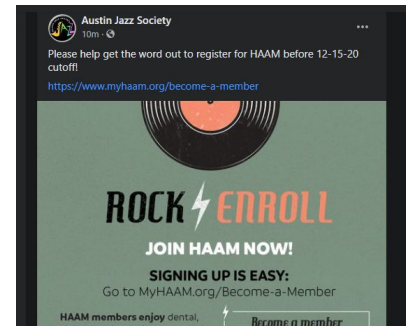 Austin Jazz Society
10m ·
Please help get the word out to register for HAAM before 12-15-20
cutoff!
https://www.myhaam.org/become-a-member
ROCK ENROLL
JOIN HAAM NOW!
SIGNING UP IS EASY:
Go to MyHAAM.org/Become-a-Member
HAAM members enjoy dental,
Become a member